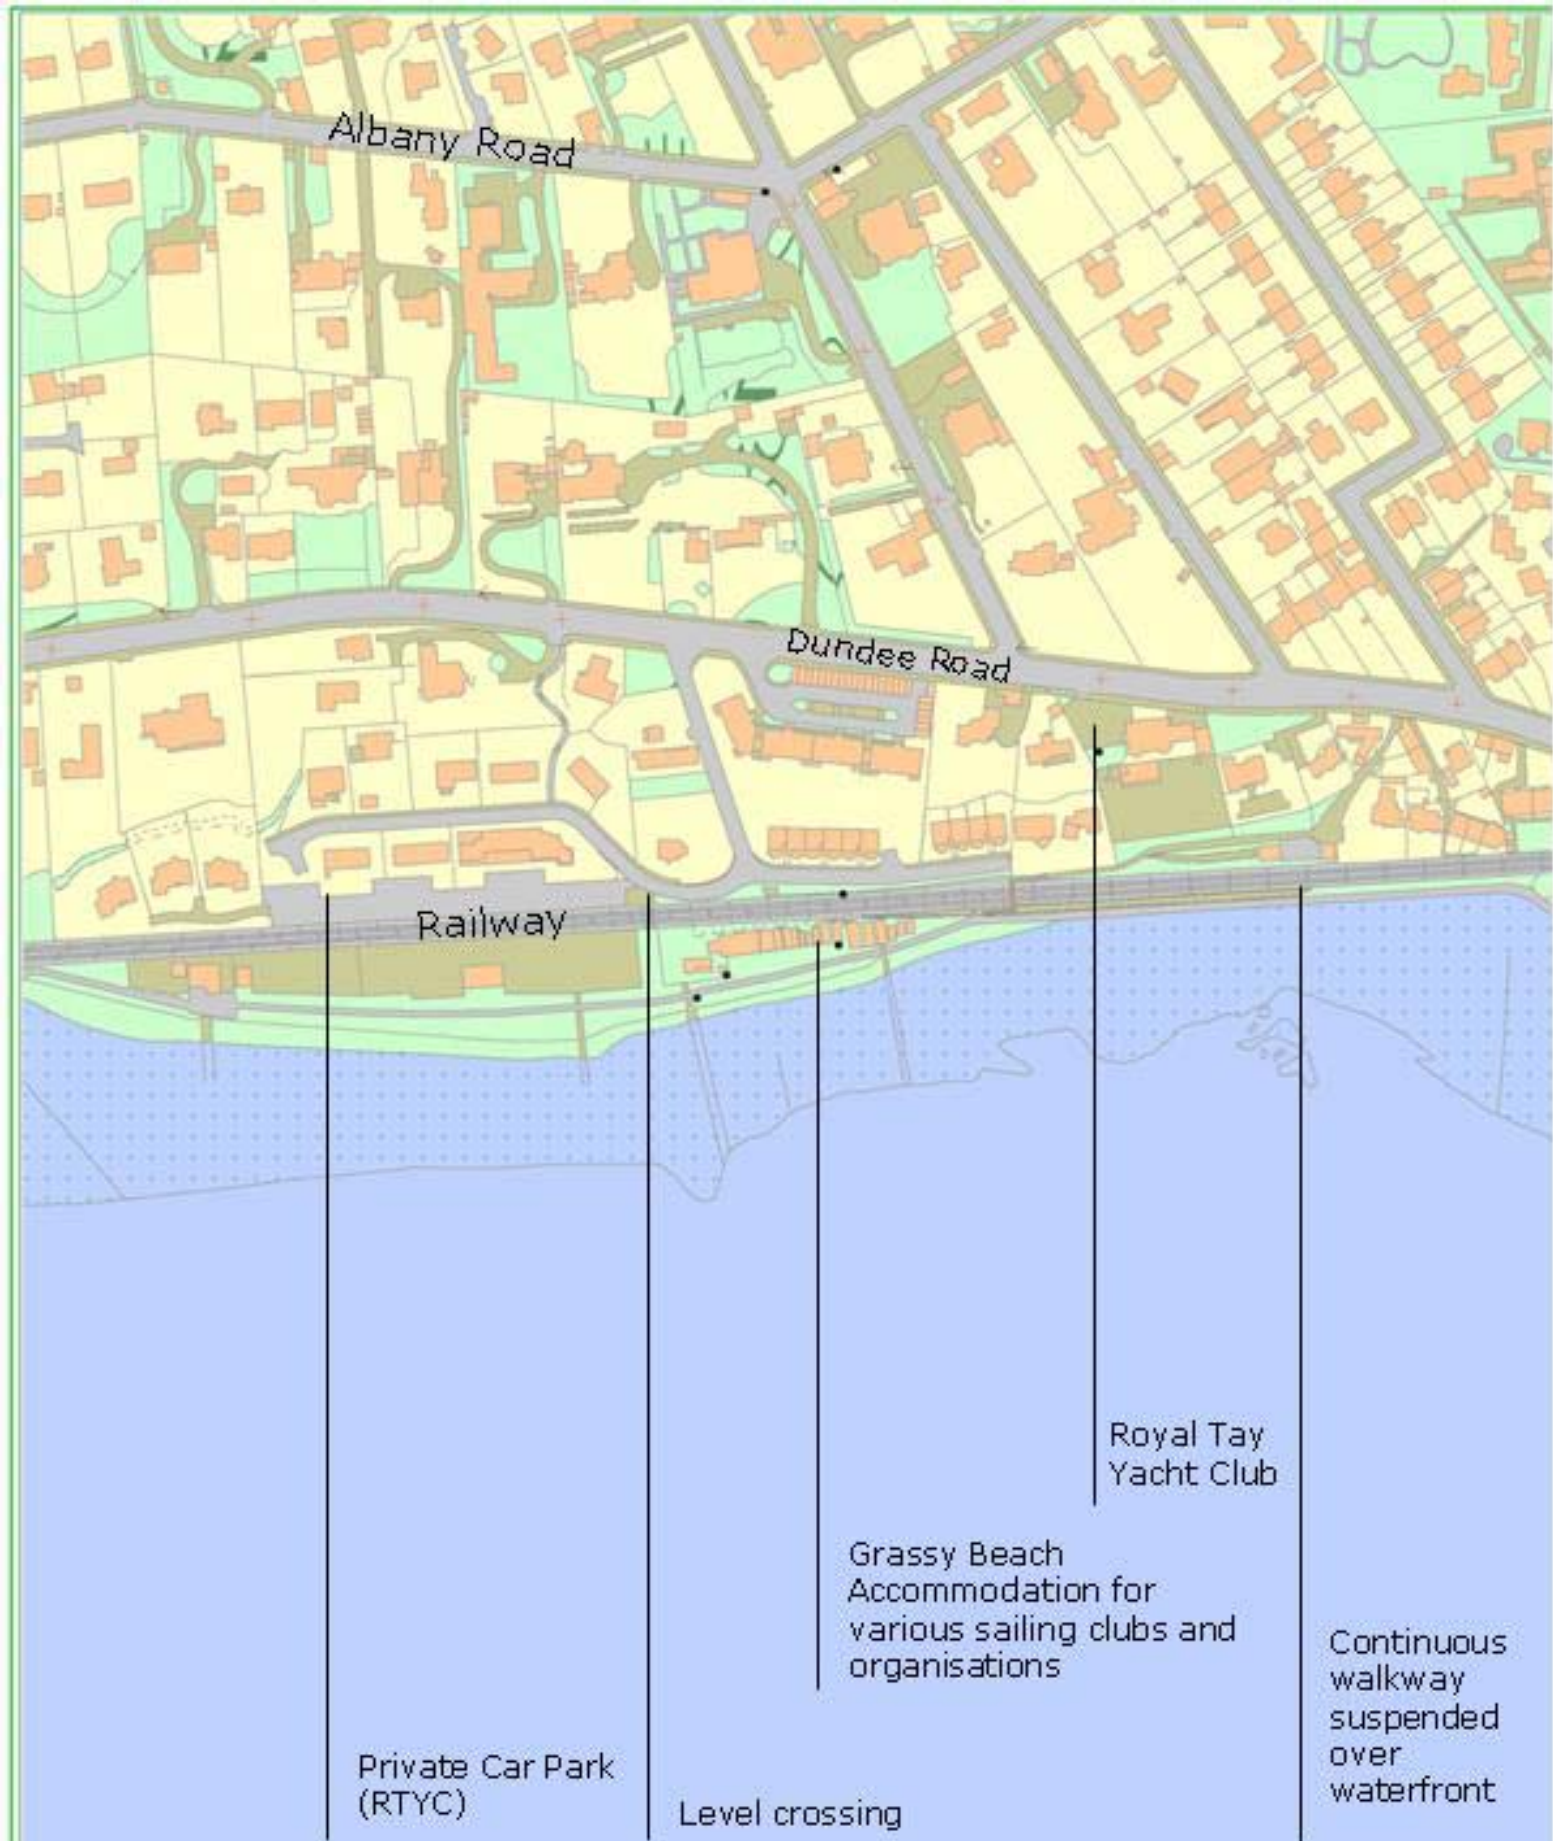 Albany Road
Dundee Road
Railway
Royal Tay
Yacht Club
Grassy Beach
Accommodation for
various sailing clubs and
organisations
Continuous
walkway
suspended
over
waterfront
Private Car Park
(RTYC)
Level crossing